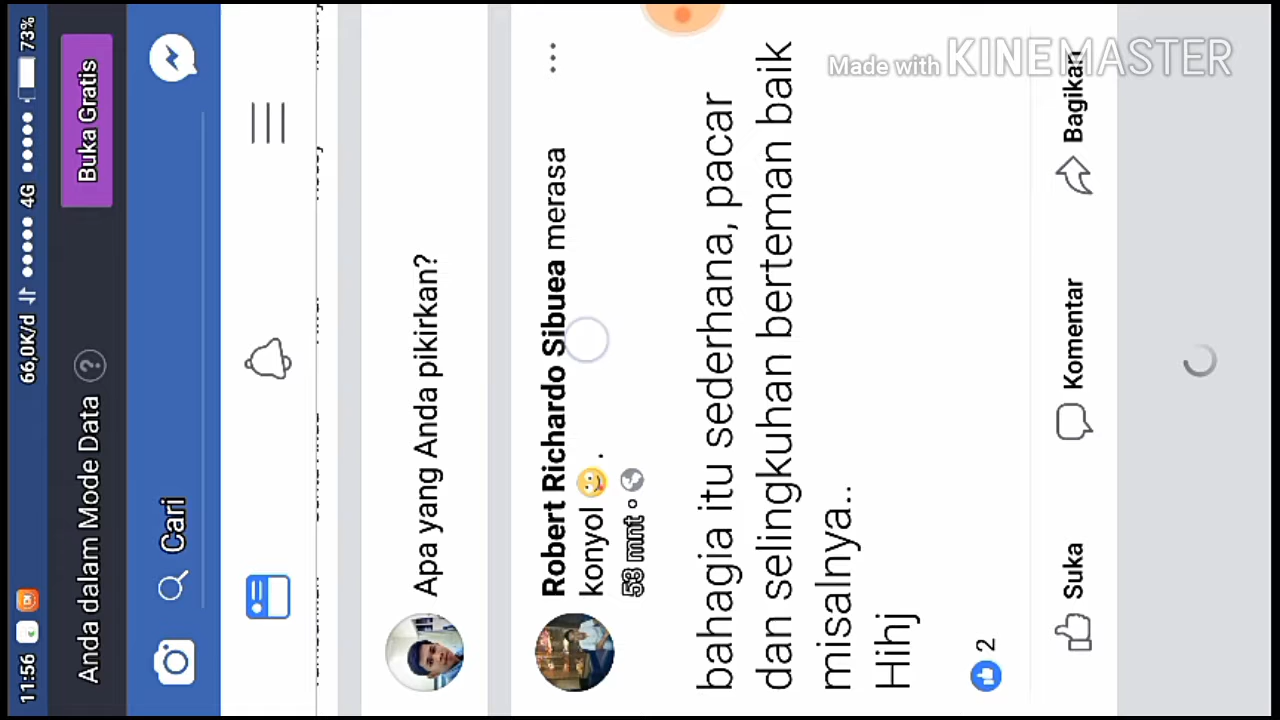 11:56
66,0K/d
4G
73%
Anda dalam Mode Data
Buka Gratis
Cari
Apa yang Anda pikirkan?
Robert Richardo Sibuea merasa
konyol 😜.
53 mnt •
bahagia itu sederhana, pacar
dan selingkuhan berteman baik
misalnya..
Hihj
2
Suka
Komentar
Bagikan
Made with KINEMASTER